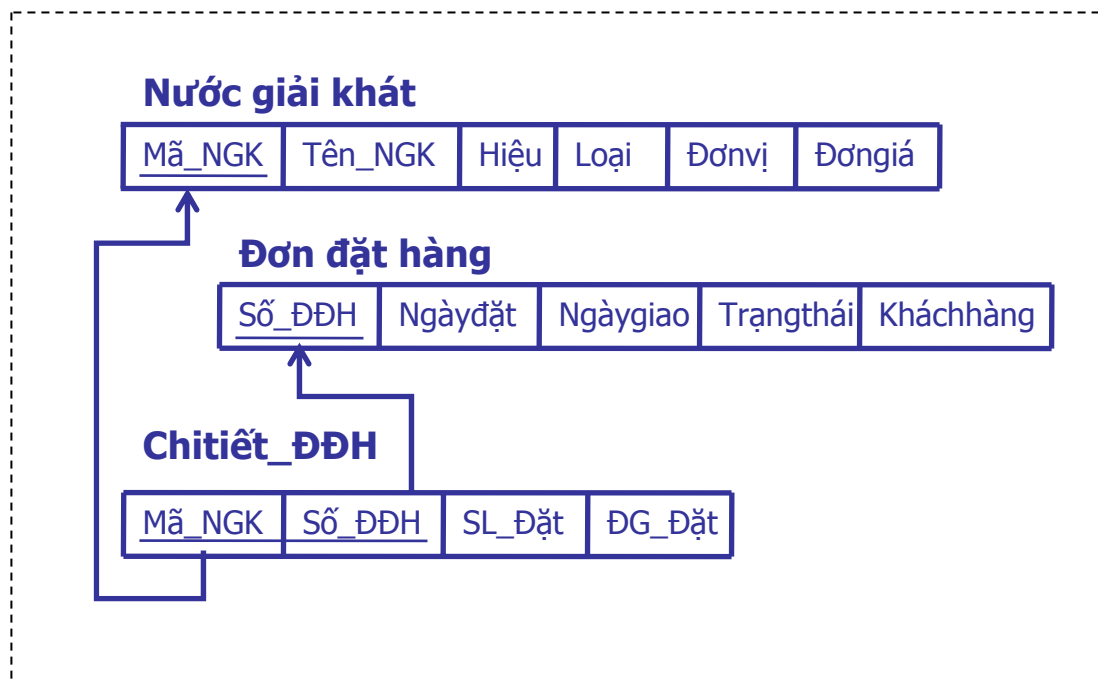 Nước giải khát
Mã_NGK Tên_NGK Hiệu Loại Đơnvị Đơngiá
Đơn đặt hàng
Số_ĐĐH Ngàyđặt Ngàygiao Trạngthái Kháchhàng
Chitiết_ĐĐH
Mã_NGK Số_ĐĐH SL_Đặt ĐG_Đặt